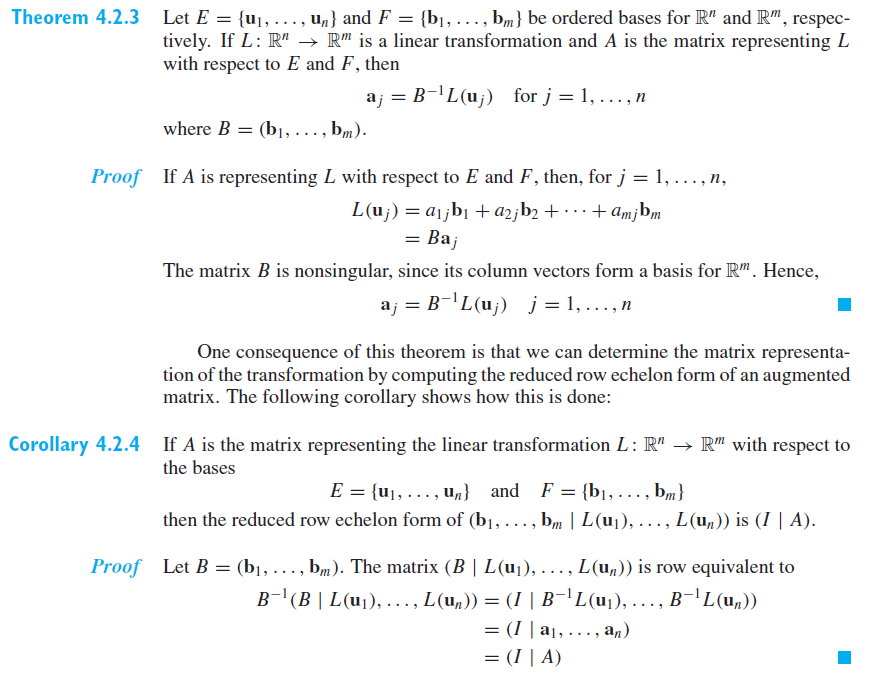 Theorem 4.2.3 Let E = {u₁, . . . , uₙ} and F = {b₁, . . . , bₘ} be ordered bases for ℝⁿ and ℝᵐ, respec-
tively. If L: ℝⁿ → ℝᵐ is a linear transformation and A is the matrix representing L
with respect to E and F, then
aⱼ = B⁻¹L(uⱼ) for j = 1, . . . , n
where B = (b₁, . . . , bₘ).
Proof If A is representing L with respect to E and F, then, for j = 1, . . . , n,
L(uⱼ) = a₁ⱼb₁ + a₂ⱼb₂ + · · · + aₘⱼbₘ
= Baⱼ
The matrix B is nonsingular, since its column vectors form a basis for ℝᵐ. Hence,
aⱼ = B⁻¹L(uⱼ) j = 1, . . . , n
One consequence of this theorem is that we can determine the matrix representa-
tion of the transformation by computing the reduced row echelon form of an augmented
matrix. The following corollary shows how this is done:
Corollary 4.2.4 If A is the matrix representing the linear transformation L: ℝⁿ → ℝᵐ with respect to
the bases
E = {u₁, . . . , uₙ} and F = {b₁, . . . , bₘ}
then the reduced row echelon form of (b₁, . . . , bₘ | L(u₁), . . . , L(uₙ)) is (I | A).
Proof Let B = (b₁, . . . , bₘ). The matrix (B | L(u₁), . . . , L(uₙ)) is row equivalent to
B⁻¹(B | L(u₁), . . . , L(uₙ)) = (I | B⁻¹L(u₁), . . . , B⁻¹L(uₙ))
= (I | a₁, . . . , aₙ)
= (I | A)